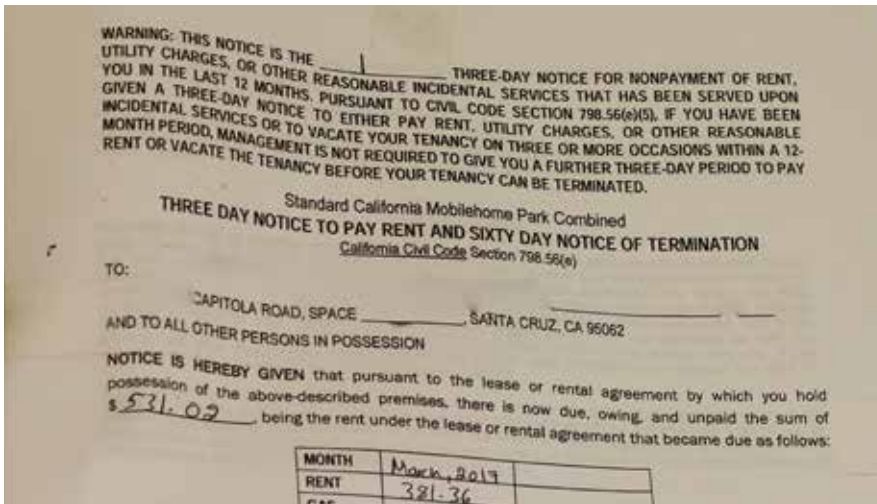 WARNING: THIS NOTICE IS THE 1 THREE-DAY NOTICE FOR NONPAYMENT OF RENT,
UTILITY CHARGES, OR OTHER REASONABLE INCIDENTAL SERVICES THAT HAS BEEN SERVED UPON
YOU IN THE LAST 12 MONTHS. PURSUANT TO CIVIL CODE SECTION 798.56(e)(5), IF YOU HAVE BEEN
GIVEN A THREE-DAY NOTICE TO EITHER PAY RENT, UTILITY CHARGES, OR OTHER REASONABLE
INCIDENTAL SERVICES OR TO VACATE YOUR TENANCY ON THREE OR MORE OCCASIONS WITHIN A 12-
MONTH PERIOD, MANAGEMENT IS NOT REQUIRED TO GIVE YOU A FURTHER THREE-DAY PERIOD TO PAY
RENT OR VACATE THE TENANCY BEFORE YOUR TENANCY CAN BE TERMINATED.
Standard California Mobilehome Park Combined
THREE DAY NOTICE TO PAY RENT AND SIXTY DAY NOTICE OF TERMINATION
California Civil Code Section 798.56(e)
TO:
CAPITOLA ROAD, SPACE , SANTA CRUZ, CA 95062
AND TO ALL OTHER PERSONS IN POSSESSION
NOTICE IS HEREBY GIVEN that pursuant to the lease or rental agreement by which you hold
possession of the above-described premises, there is now due, owing, and unpaid the sum of
$ 531.02 , being the rent under the lease or rental agreement that became due as follows:
MONTH March, 2017
RENT 381.36